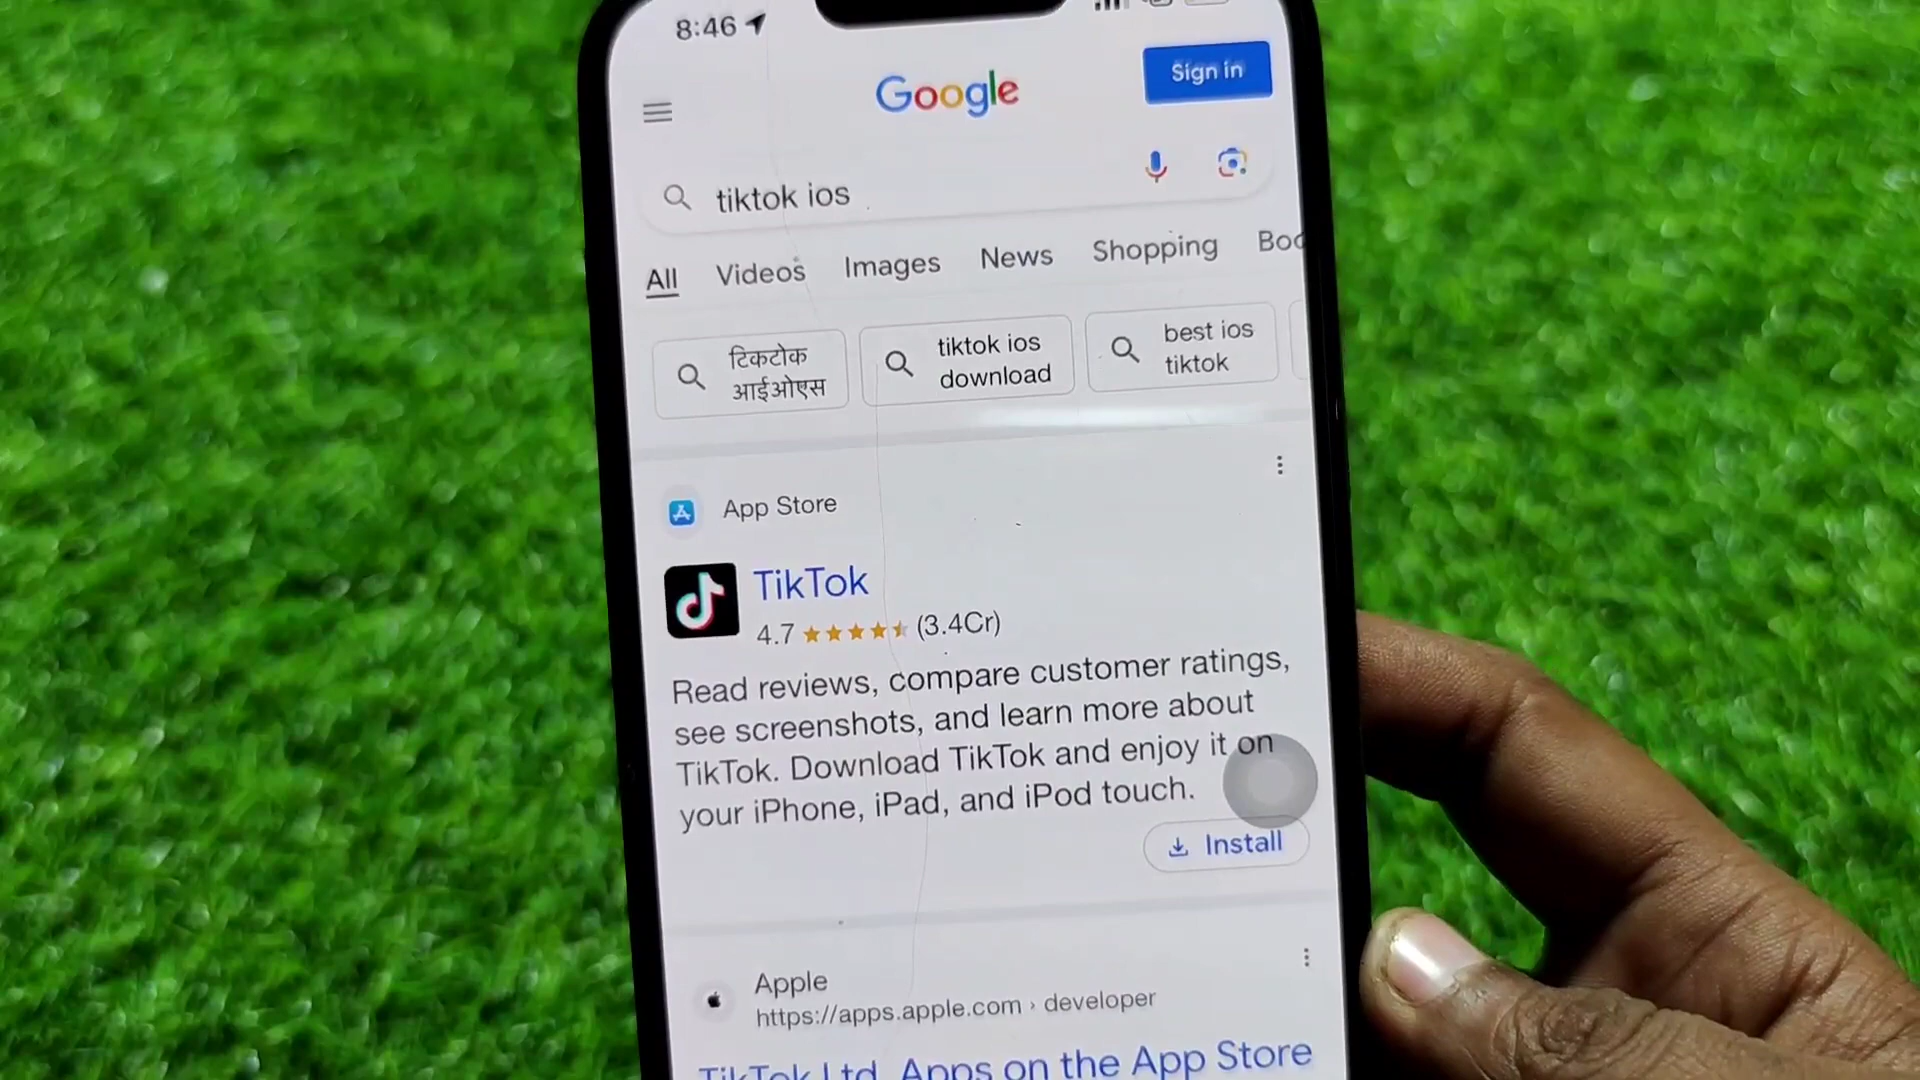 8:46
Google
Sign in
tiktok ios
All Videos Images News Shopping
टिकटोक
आईओएस
tiktok ios
download
best ios
tiktok
App Store
TikTok
4.7 (3.4Cr)
Read reviews, compare customer ratings,
see screenshots, and learn more about
TikTok. Download TikTok and enjoy it on
your iPhone, iPad, and iPod touch.
Install
Apple
https://apps.apple.com › developer
TikTok Ltd. Apps on the App Store